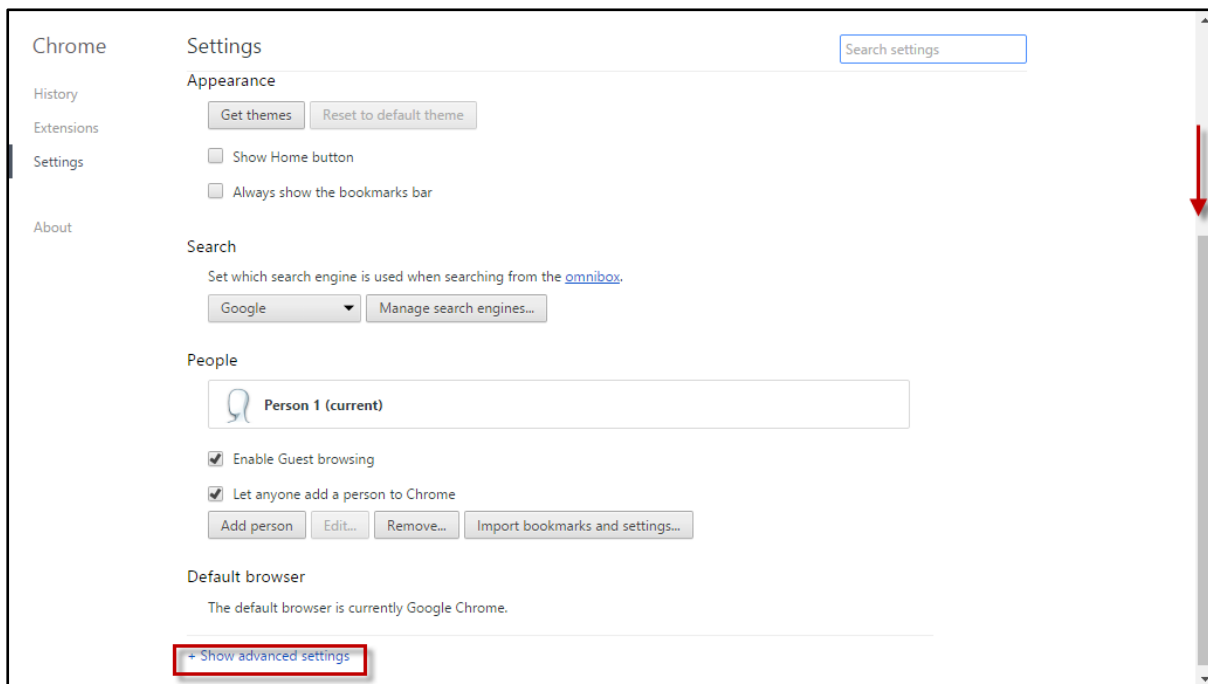 Chrome
Settings
Search settings
History
Extensions
Settings
About
Appearance
Get themes
Reset to default theme
Show Home button
Always show the bookmarks bar
Search
Set which search engine is used when searching from the omnibox.
Google
Manage search engines...
People
Person 1 (current)
Enable Guest browsing
Let anyone add a person to Chrome
Add person
Edit...
Remove...
Import bookmarks and settings...
Default browser
The default browser is currently Google Chrome.
+ Show advanced settings